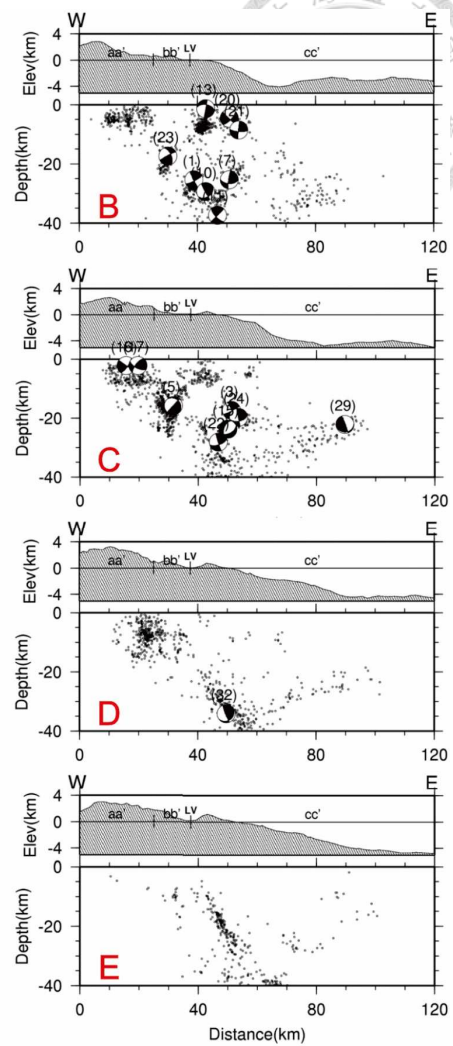 W E
4
0
-4
Elev(km)
aa' bb' LV cc'
(13) (20)
(23)
(1) (7)
0
-20
-40
Depth(km)
B
0 40 80 120
W E
4
0
-4
Elev(km)
aa' bb' LV cc'
(5) (3)
(24)
(29)
0
-20
-40
Depth(km)
C
0 40 80 120
W E
4
0
-4
Elev(km)
aa' bb' LV cc'
(32)
0
-20
-40
Depth(km)
D
0 40 80 120
W E
4
0
-4
Elev(km)
aa' bb' LV cc'
0
-20
-40
Depth(km)
E
0 40 80 120
Distance(km)